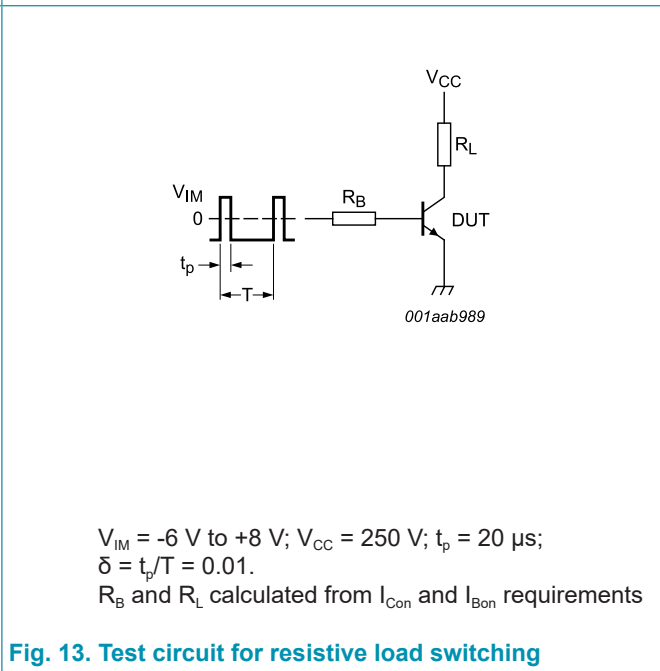 VCC
RL
VIM
RB
0
DUT
tp
T
001aab989
VIM = -6 V to +8 V; VCC = 250 V; tp = 20 μs;
δ = tp/T = 0.01.
RB and RL calculated from ICon and IBon requirements
Fig. 13. Test circuit for resistive load switching